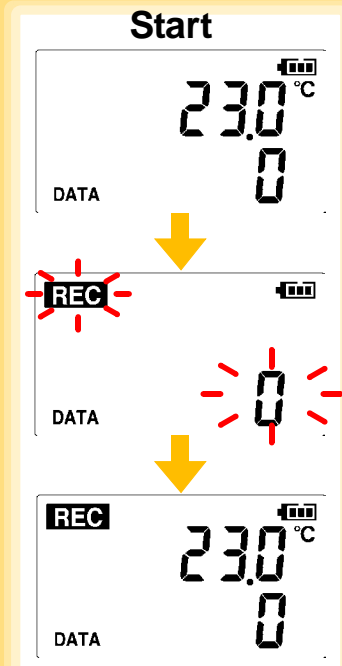 Start
23.0 °C
DATA 0
REC
DATA 0
REC
23.0 °C
DATA 0